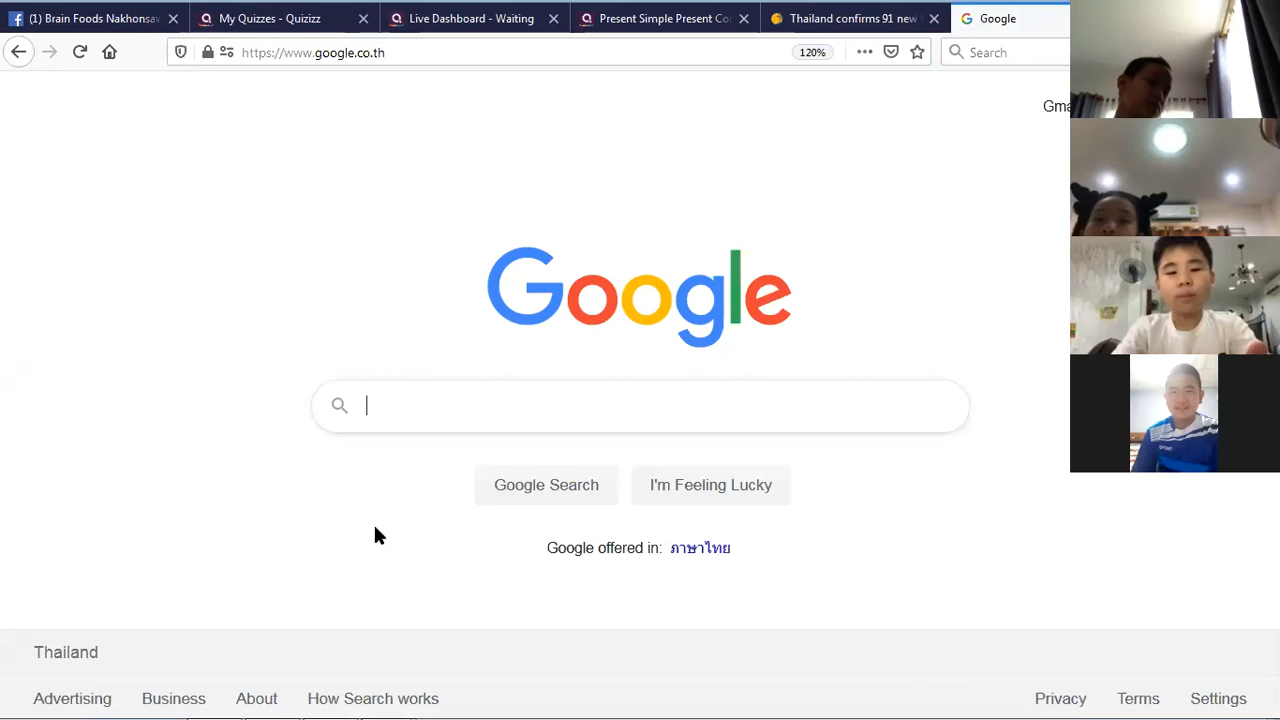 (1) Brain Foods Nakhonsaw
My Quizzes - Quizizz
Live Dashboard - Waiting
Present Simple Present Co
Thailand confirms 91 new
Google
https://www.google.co.th
120%
Search
Gma
Google
Google Search
I'm Feeling Lucky
Google offered in: ภาษาไทย
Thailand
Advertising
Business
About
How Search works
Privacy
Terms
Settings